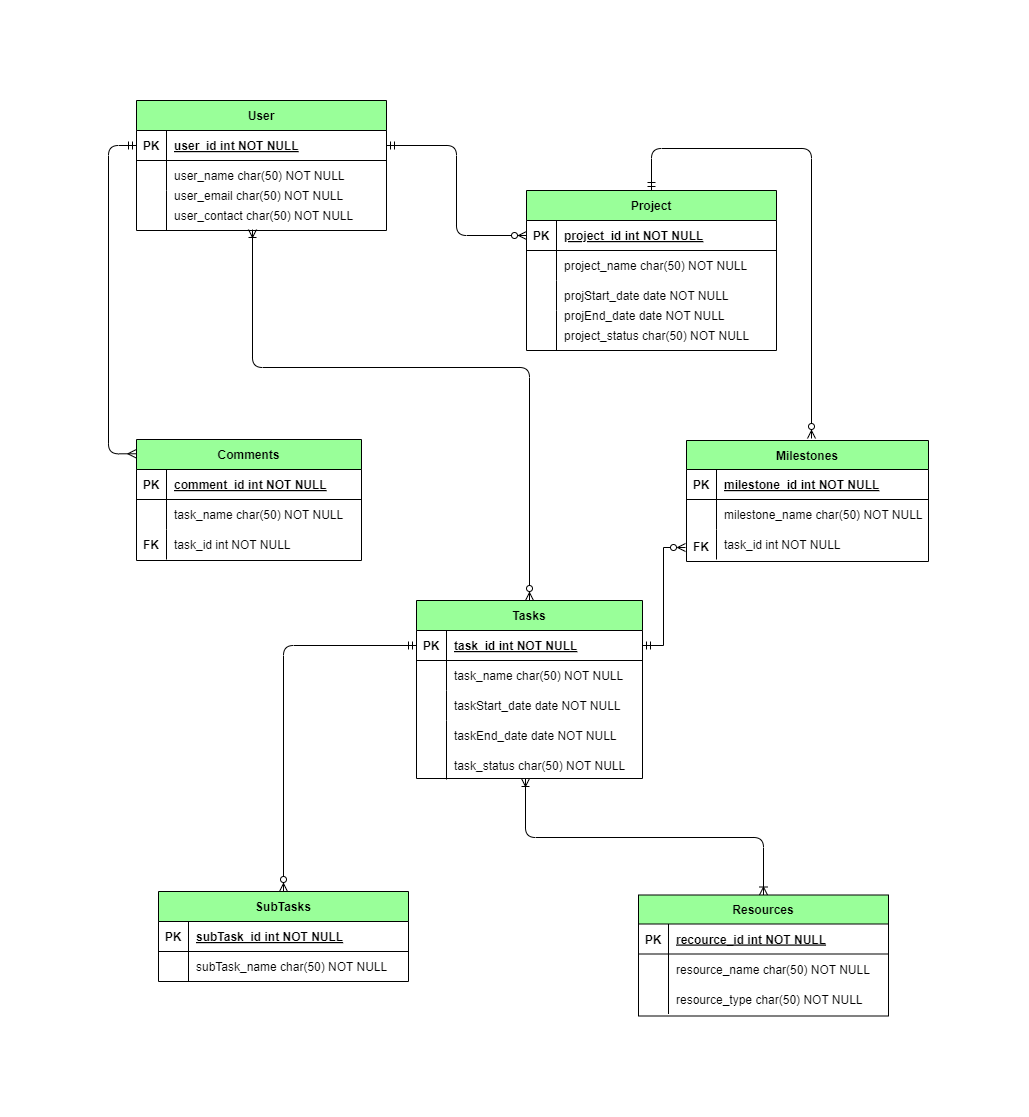 User
PK user_id int NOT NULL
user_name char(50) NOT NULL
user_email char(50) NOT NULL
user_contact char(50) NOT NULL
Project
PK project_id int NOT NULL
project_name char(50) NOT NULL
projStart_date date NOT NULL
projEnd_date date NOT NULL
project_status char(50) NOT NULL
Comments
PK comment_id int NOT NULL
task_name char(50) NOT NULL
FK task_id int NOT NULL
Milestones
PK milestone_id int NOT NULL
milestone_name char(50) NOT NULL
FK task_id int NOT NULL
Tasks
PK task_id int NOT NULL
task_name char(50) NOT NULL
taskStart_date date NOT NULL
taskEnd_date date NOT NULL
task_status char(50) NOT NULL
SubTasks
PK subTask_id int NOT NULL
subTask_name char(50) NOT NULL
Resources
PK recource_id int NOT NULL
resource_name char(50) NOT NULL
resource_type char(50) NOT NULL